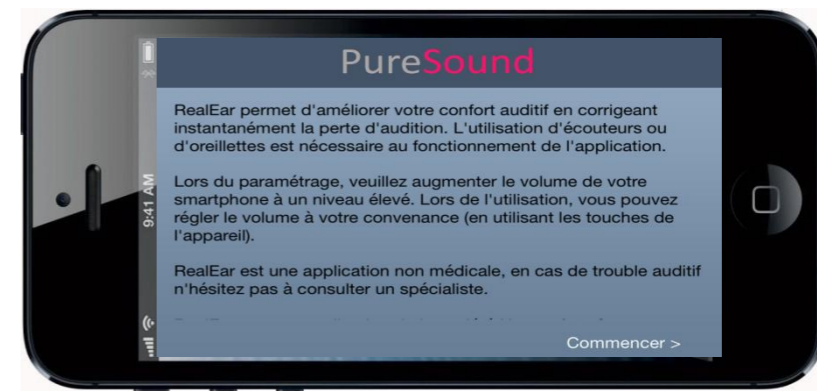 PureSound
RealEar permet d'améliorer votre confort auditif en corrigeant
instantanément la perte d'audition. L'utilisation d'écouteurs ou
d'oreillettes est nécessaire au fonctionnement de l'application.
Lors du paramétrage, veuillez augmenter le volume de votre
smartphone à un niveau élevé. Lors de l'utilisation, vous pouvez
régler le volume à votre convenance (en utilisant les touches de
l'appareil).
RealEar est une application non médicale, en cas de trouble auditif
n'hésitez pas à consulter un spécialiste.
Commencer >
9:41 AM